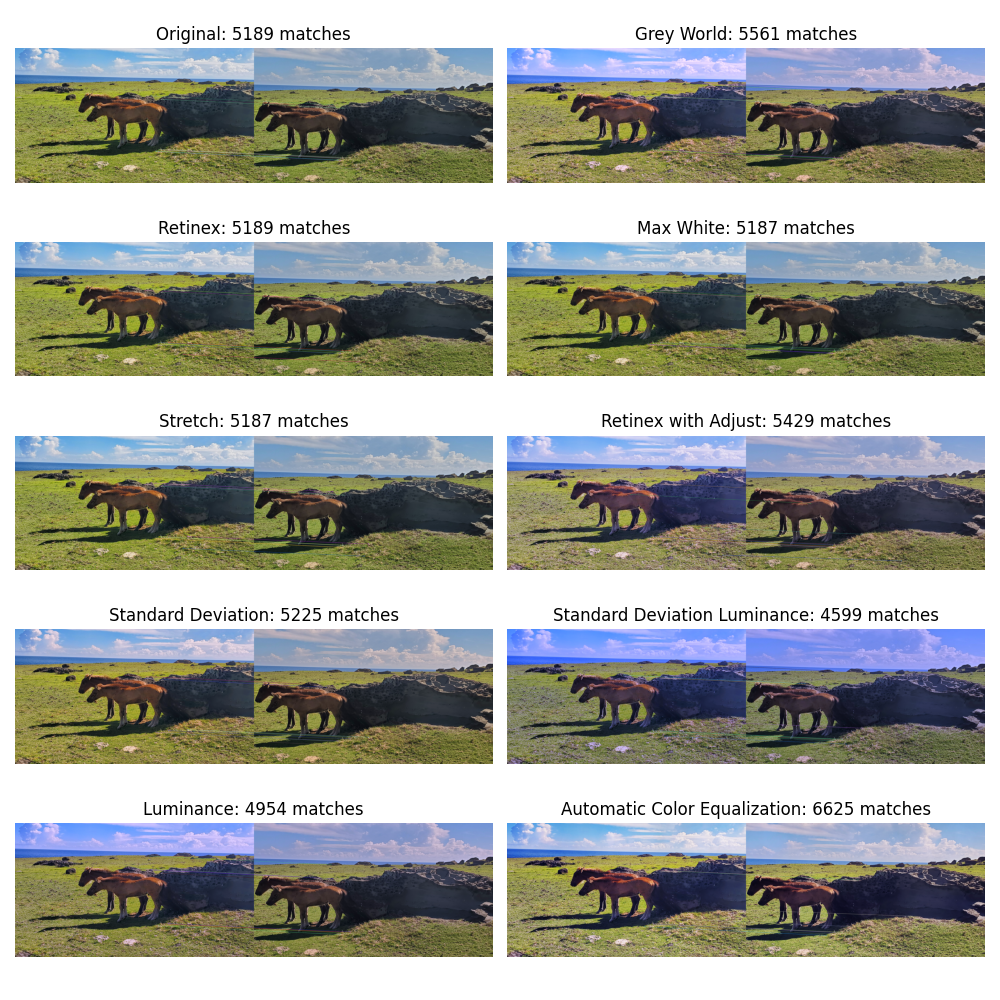 Original: 5189 matches
Grey World: 5561 matches
Retinex: 5189 matches
Max White: 5187 matches
Stretch: 5187 matches
Retinex with Adjust: 5429 matches
Standard Deviation: 5225 matches
Standard Deviation Luminance: 4599 matches
Luminance: 4954 matches
Automatic Color Equalization: 6625 matches